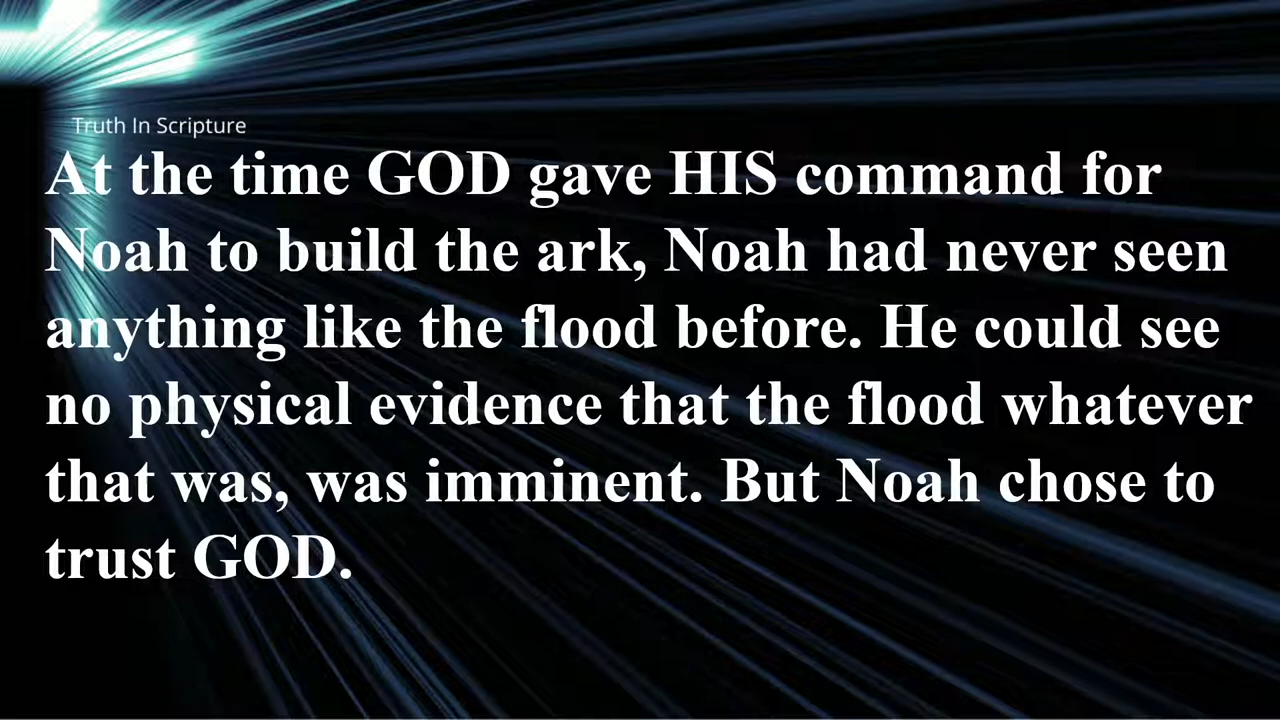 Truth In Scripture
At the time GOD gave HIS command for
Noah to build the ark, Noah had never seen
anything like the flood before. He could see
no physical evidence that the flood whatever
that was, was imminent. But Noah chose to
trust GOD.